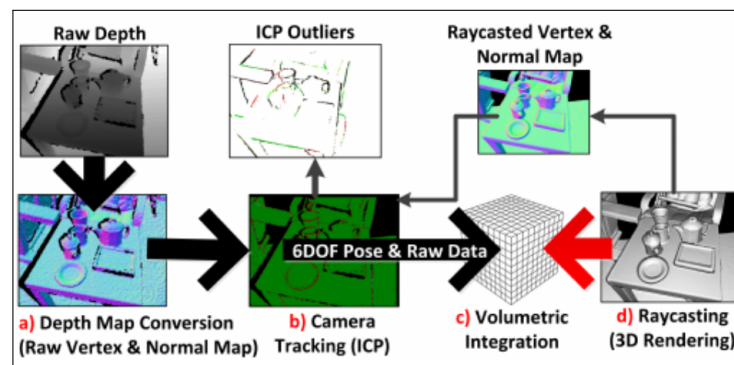 Raw Depth
ICP Outliers
Raycasted Vertex &
Normal Map
6DOF Pose & Raw Data
a) Depth Map Conversion
(Raw Vertex & Normal Map)
b) Camera
Tracking (ICP)
c) Volumetric
Integration
d) Raycasting
(3D Rendering)